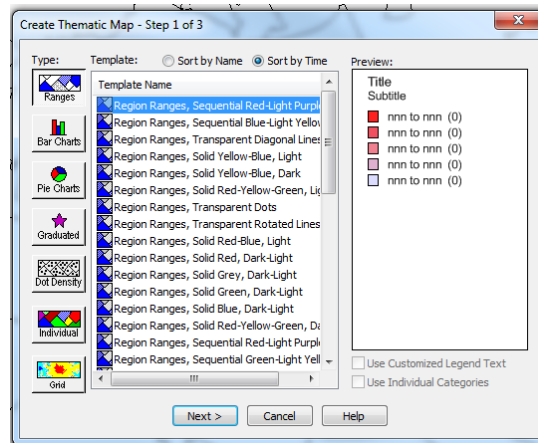 Create Thematic Map - Step 1 of 3
Type:
Template:
Sort by Name
Sort by Time
Preview:
Ranges
Bar Charts
Pie Charts
Graduated
Dot Density
Individual
Grid
Template Name
Region Ranges, Sequential Red-Light Purpl
Region Ranges, Sequential Blue-Light Yellov
Region Ranges, Transparent Diagonal Lines
Region Ranges, Solid Yellow-Blue, Light
Region Ranges, Solid Yellow-Blue, Dark
Region Ranges, Solid Red-Yellow-Green, Lig
Region Ranges, Transparent Dots
Region Ranges, Transparent Rotated Lines
Region Ranges, Solid Red-Blue, Light
Region Ranges, Solid Red, Dark-Light
Region Ranges, Solid Grey, Dark-Light
Region Ranges, Solid Green, Dark-Light
Region Ranges, Solid Blue, Dark-Light
Region Ranges, Solid Red-Yellow-Green, Da
Region Ranges, Sequential Red-Light Purpl
Region Ranges, Sequential Green-Light Yell
Title
Subtitle
nnn to nnn (0)
nnn to nnn (0)
nnn to nnn (0)
nnn to nnn (0)
nnn to nnn (0)
Use Customized Legend Text
Use Individual Categories
Next >
Cancel
Help